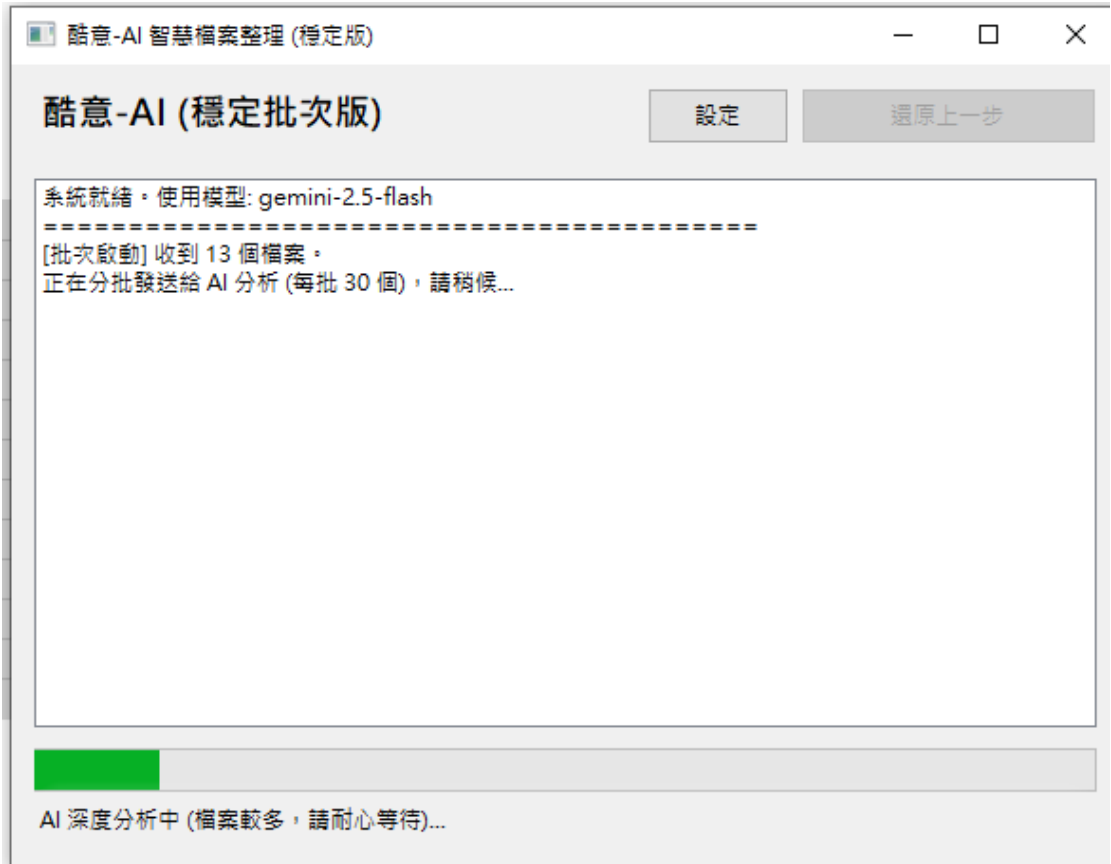 酷意-AI 智慧檔案整理 (穩定版)
酷意-AI (穩定批次版)
設定
還原上一步
系統就緒。使用模型: gemini-2.5-flash
==========================================
[批次啟動] 收到 13 個檔案。
正在分批發送給 AI 分析 (每批 30 個)，請稍候...
AI 深度分析中 (檔案較多，請耐心等待)...